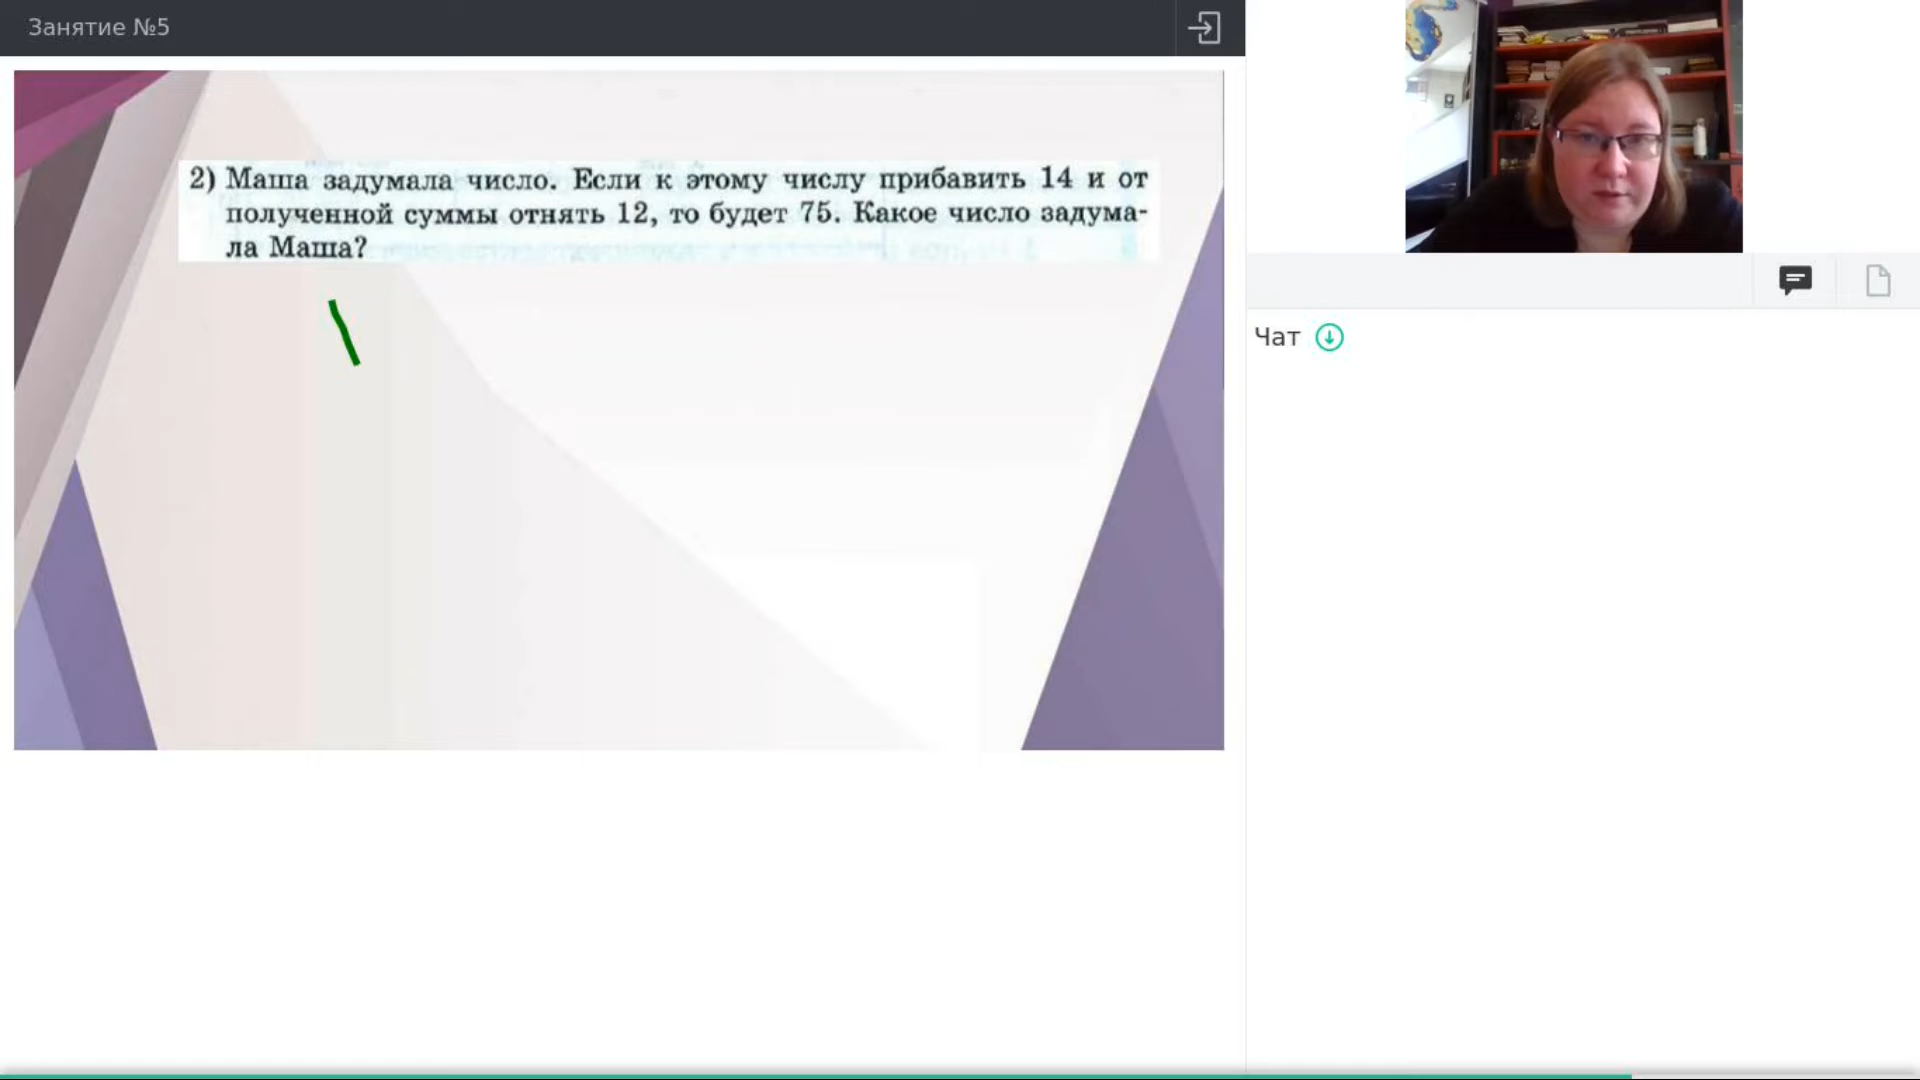 Занятие №5
2) Маша задумала число. Если к этому числу прибавить 14 и от
полученной суммы отнять 12, то будет 75. Какое число задума-
ла Маша?
Чат